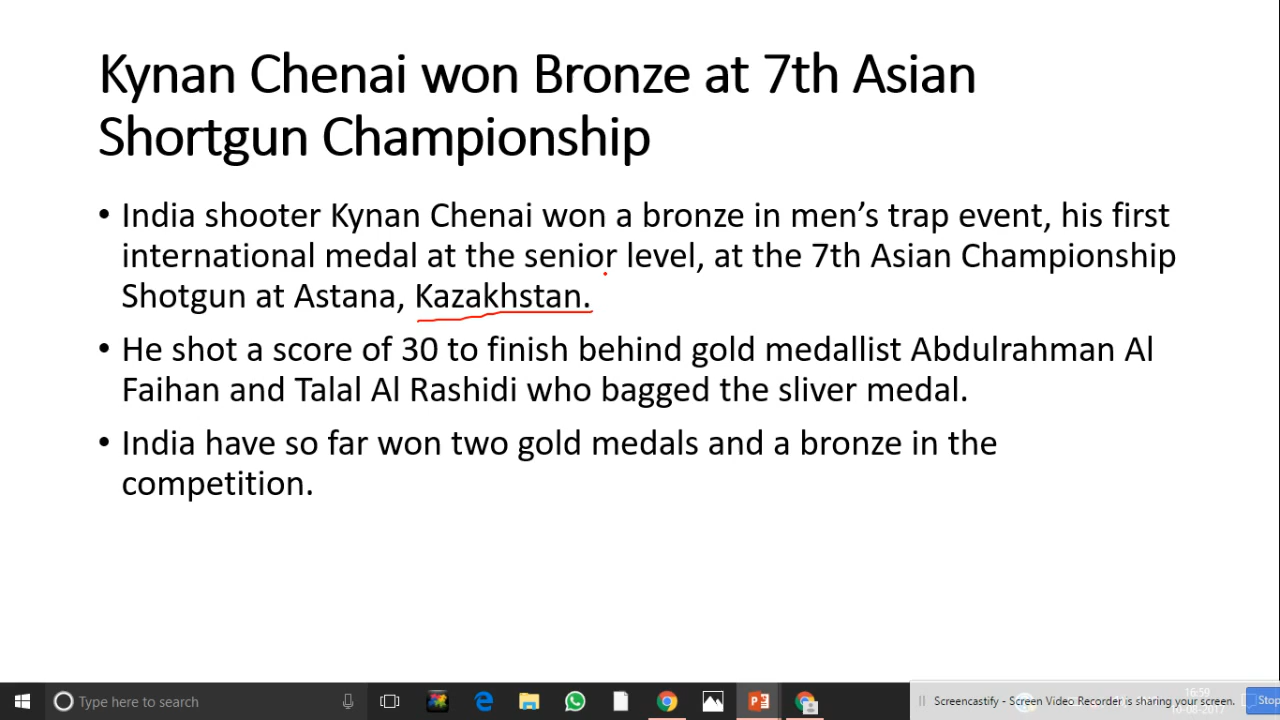 Kynan Chenai won Bronze at 7th Asian
Shortgun Championship
• India shooter Kynan Chenai won a bronze in men’s trap event, his first
international medal at the senior level, at the 7th Asian Championship
Shotgun at Astana, Kazakhstan.
• He shot a score of 30 to finish behind gold medallist Abdulrahman Al
Faihan and Talal Al Rashidi who bagged the sliver medal.
• India have so far won two gold medals and a bronze in the
competition.
Type here to search
Screencastify - Screen Video Recorder is sharing your screen.
Stop
16:59